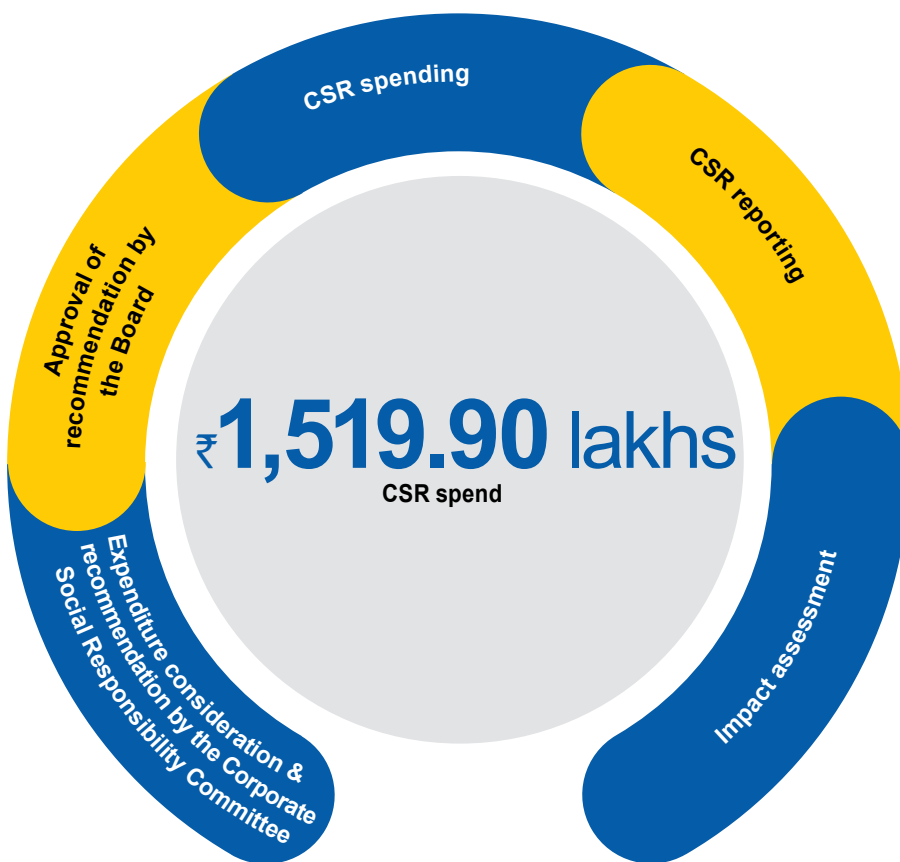 CSR spending
CSR reporting
Approval of
recommendation by
the Board
₹1,519.90 lakhs
CSR spend
Expenditure consideration &
recommendation by the Corporate
Social Responsibility Committee
Impact assessment